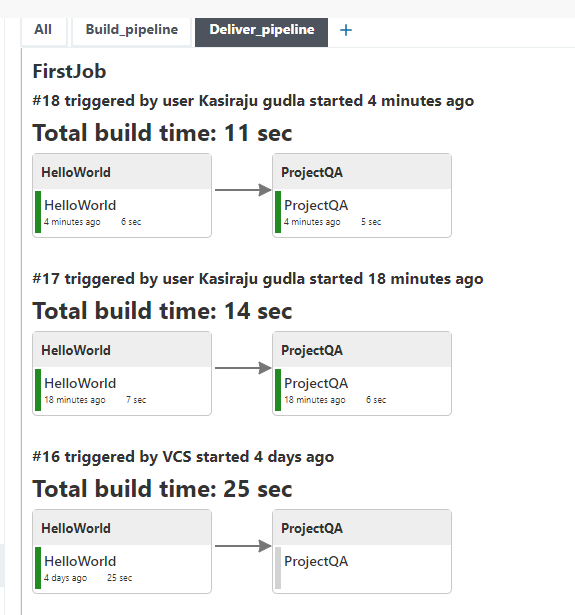 All Build_pipeline Deliver_pipeline +
FirstJob
#18 triggered by user Kasiraju gudla started 4 minutes ago
Total build time: 11 sec
HelloWorld ProjectQA
HelloWorld ProjectQA
4 minutes ago 6 sec 4 minutes ago 5 sec
#17 triggered by user Kasiraju gudla started 18 minutes ago
Total build time: 14 sec
HelloWorld ProjectQA
HelloWorld ProjectQA
18 minutes ago 7 sec 18 minutes ago 6 sec
#16 triggered by VCS started 4 days ago
Total build time: 25 sec
HelloWorld ProjectQA
HelloWorld ProjectQA
4 days ago 25 sec